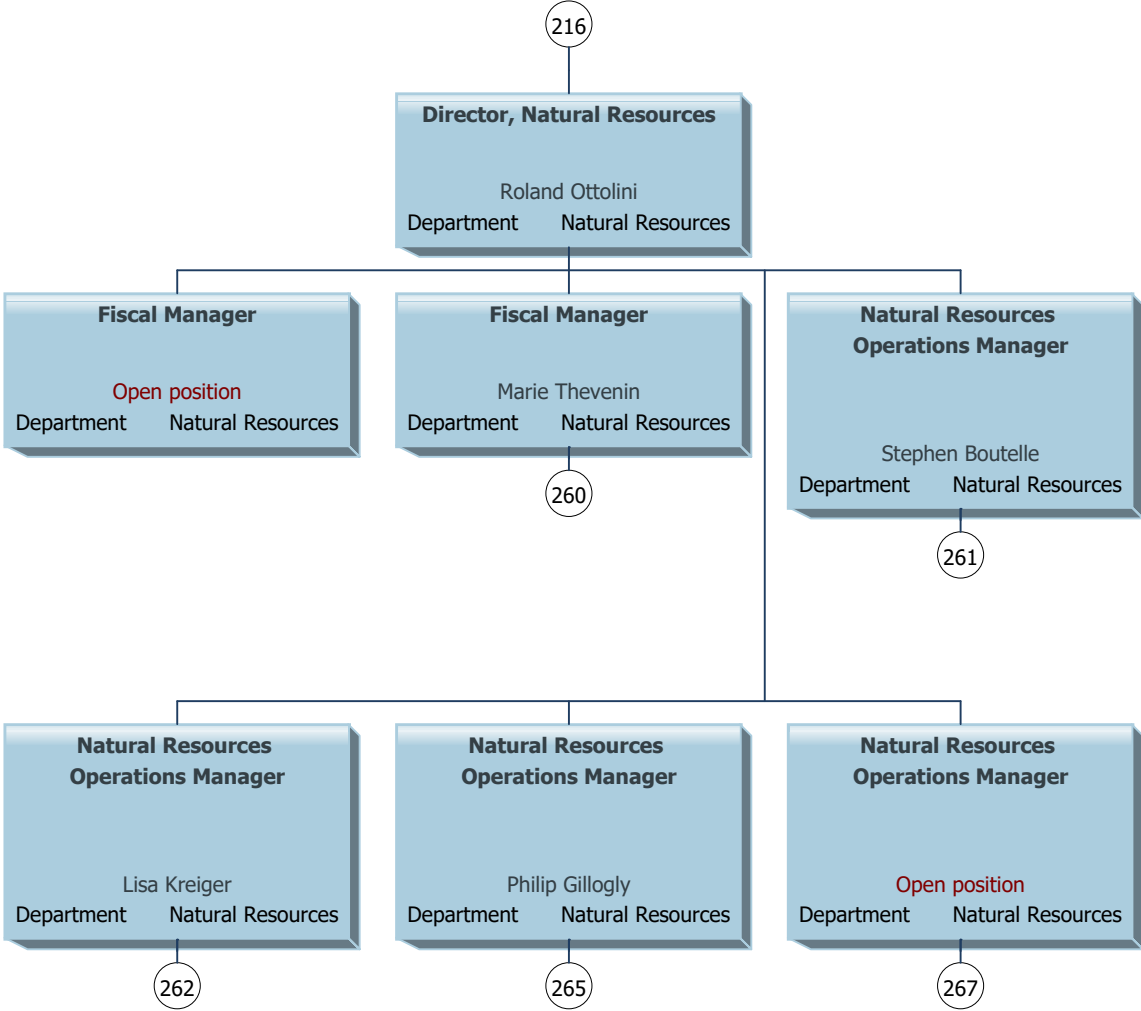 216
Director, Natural Resources
Roland Ottolini
Department Natural Resources
Fiscal Manager
Open position
Department Natural Resources
Fiscal Manager
Marie Thevenin
Department Natural Resources
260
Natural Resources
Operations Manager
Stephen Boutelle
Department Natural Resources
261
Natural Resources
Operations Manager
Lisa Kreiger
Department Natural Resources
262
Natural Resources
Operations Manager
Philip Gillogly
Department Natural Resources
265
Natural Resources
Operations Manager
Open position
Department Natural Resources
267